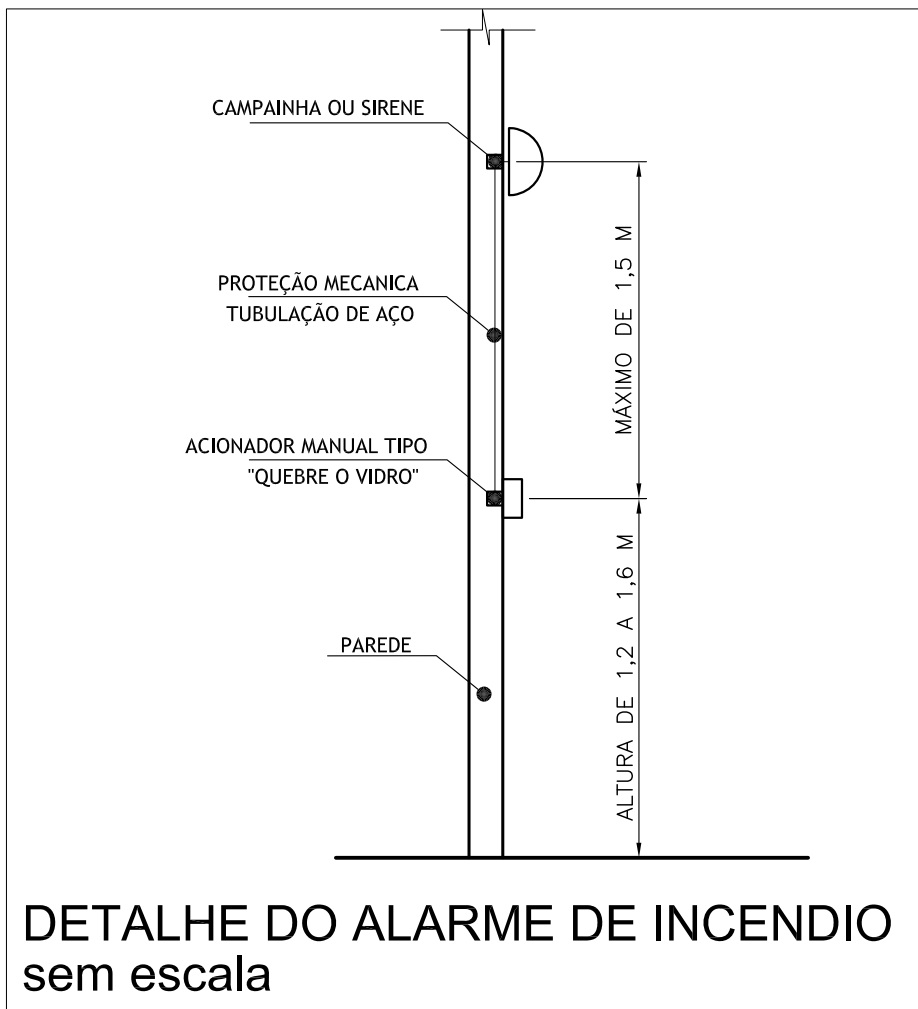 CAMPAINHA OU SIRENE
PROTEÇÃO MECANICA
TUBULAÇÃO DE AÇO
MÁXIMO DE 1,5 M
ACIONADOR MANUAL TIPO
"QUEBRE O VIDRO"
ALTURA DE 1,2 A 1,6 M
PAREDE
DETALHE DO ALARME DE INCENDIO
sem escala